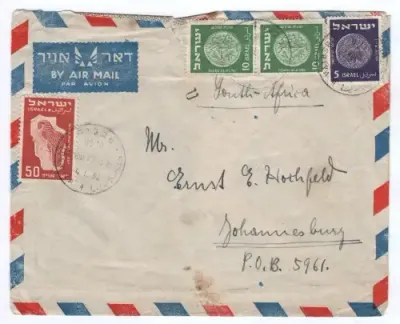 דאר אויר
BY AIR MAIL
PAR AVION
ישראל
10
ISRAEL
ישראל
10
ISRAEL
ישראל
5
ISRAEL
ישראל
50
ISRAEL
South-Africa
Mr.
Ernst E. Hochfeld
Johannesburg
P.O.B. 5961.